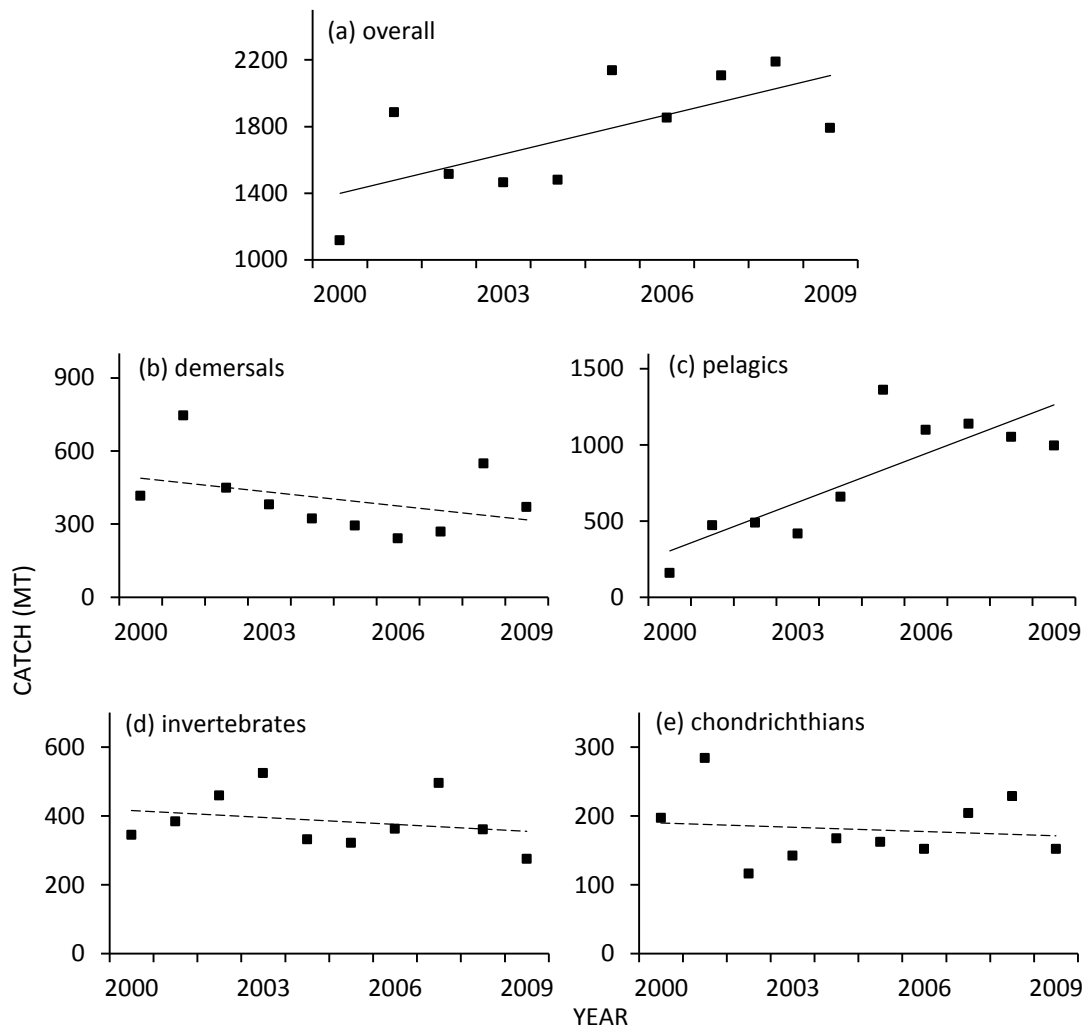 (a) overall
2200
1800
1400
1000
2000 2003 2006 2009
(b) demersals
900
600
300
0
2000 2003 2006 2009
(c) pelagics
1500
1000
500
0
2000 2003 2006 2009
CATCH (MT)
(d) invertebrates
600
400
200
0
2000 2003 2006 2009
(e) chondrichthians
300
200
100
0
2000 2003 2006 2009
YEAR